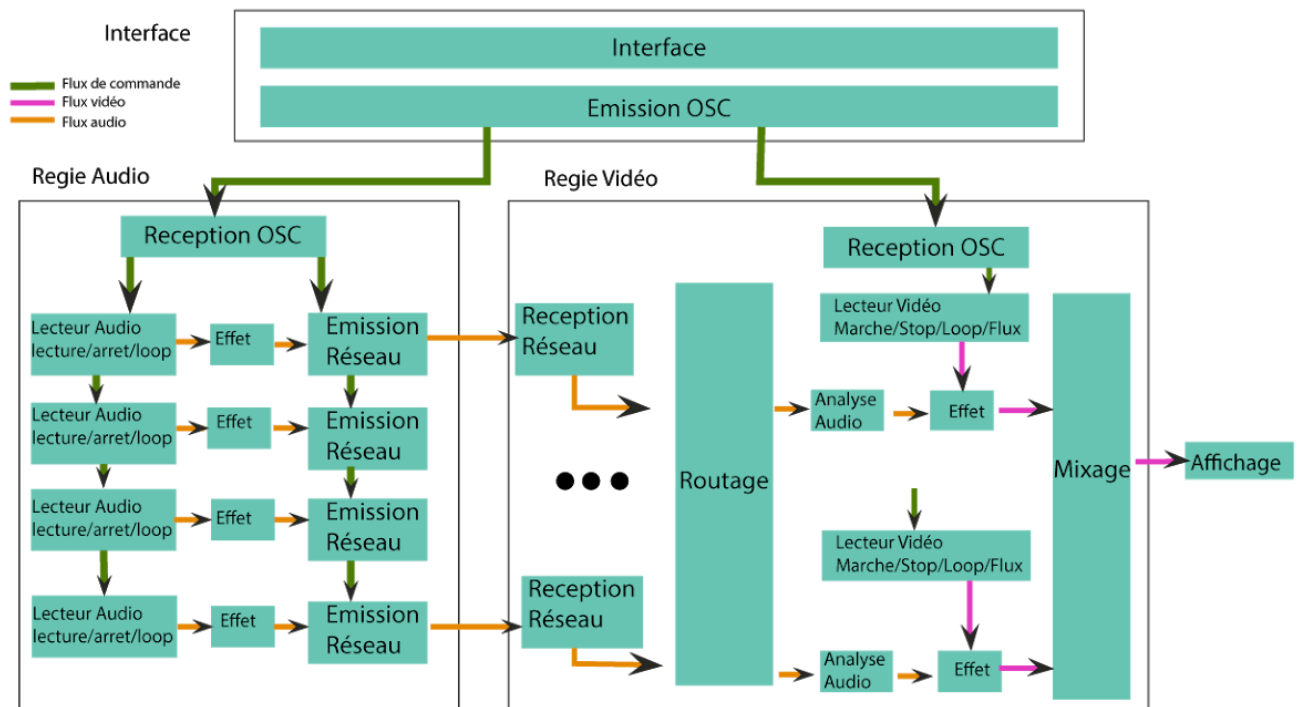 Interface
Interface
Flux de commande
Flux vidéo
Flux audio
Emission OSC
Regie Audio
Regie Vidéo
Reception OSC
Lecteur Audio
lecture/arret/loop
Effet
Emission
Réseau
Lecteur Audio
lecture/arret/loop
Effet
Emission
Réseau
Lecteur Audio
lecture/arret/loop
Effet
Emission
Réseau
Lecteur Audio
lecture/arret/loop
Effet
Emission
Réseau
Reception
Réseau
Reception
Réseau
Routage
Reception OSC
Lecteur Vidéo
Marche/Stop/Loop/Flux
Analyse
Audio
Effet
Lecteur Vidéo
Marche/Stop/Loop/Flux
Analyse
Audio
Effet
Mixage
Affichage